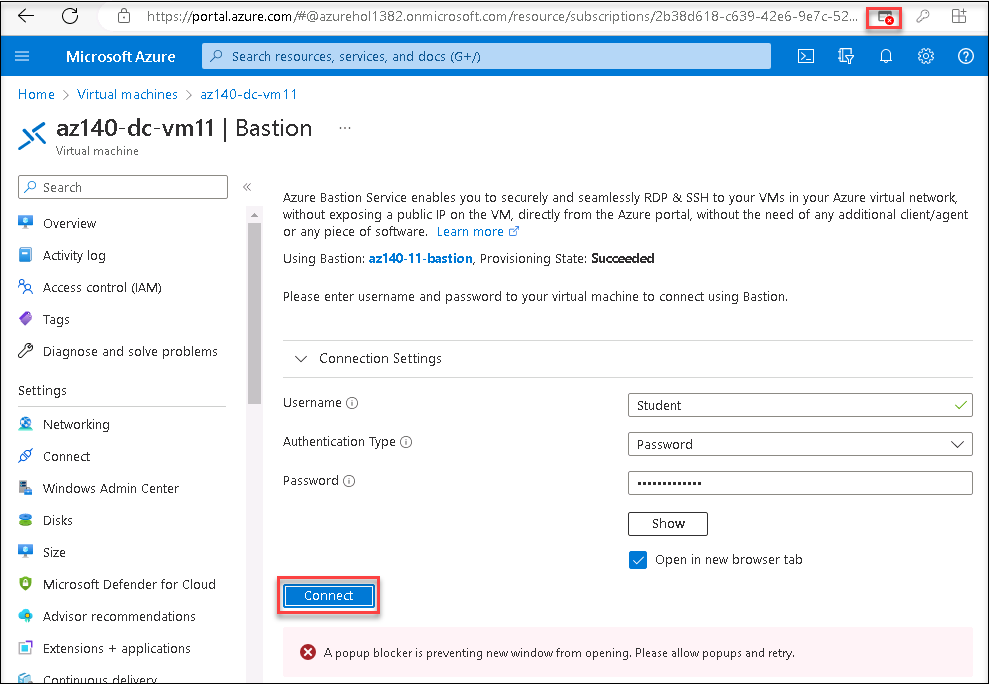 https://portal.azure.com/#@azurehol1382.onmicrosoft.com/resource/subscriptions/2b38d618-c639-42e6-9e7c-52...
Microsoft Azure
Search resources, services, and docs (G+/)
Home > Virtual machines > az140-dc-vm11
az140-dc-vm11 | Bastion ...
Virtual machine
Search
«
Overview
Activity log
Access control (IAM)
Tags
Diagnose and solve problems
Settings
Networking
Connect
Windows Admin Center
Disks
Size
Microsoft Defender for Cloud
Advisor recommendations
Extensions + applications
Continuous delivery
Azure Bastion Service enables you to securely and seamlessly RDP & SSH to your VMs in your Azure virtual network,
without exposing a public IP on the VM, directly from the Azure portal, without the need of any additional client/agent
or any piece of software. Learn more
Using Bastion: az140-11-bastion, Provisioning State: Succeeded
Please enter username and password to your virtual machine to connect using Bastion.
Connection Settings
Username
Student
Authentication Type
Password
Password
•••••••••••••
Show
Open in new browser tab
Connect
A popup blocker is preventing new window from opening. Please allow popups and retry.